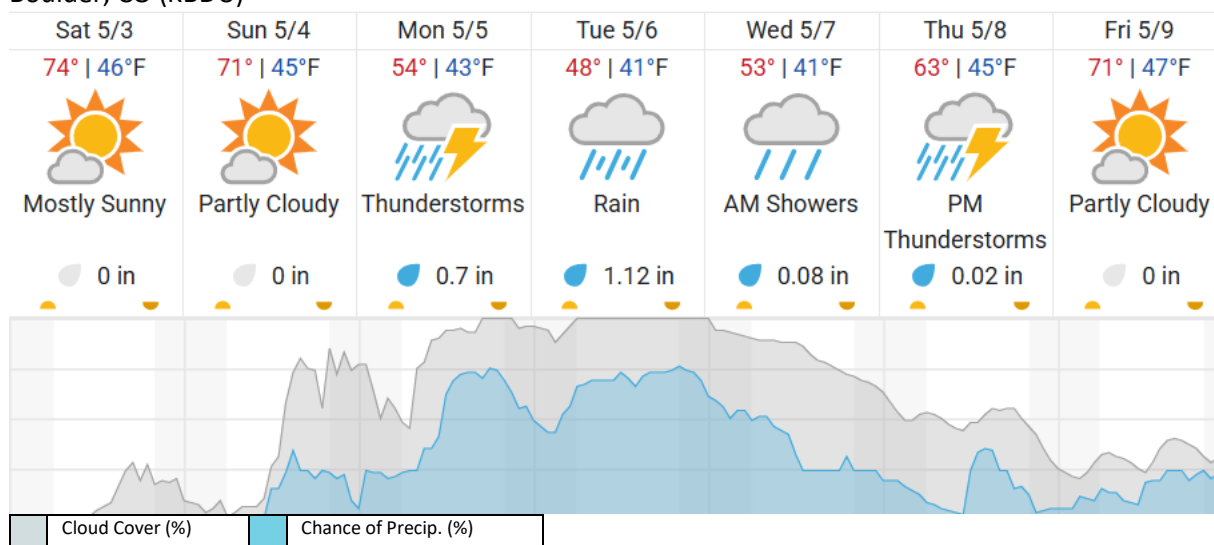 Sat 5/3 Sun 5/4 Mon 5/5 Tue 5/6 Wed 5/7 Thu 5/8 Fri 5/9
74° | 46°F 71° | 45°F 54° | 43°F 48° | 41°F 53° | 41°F 63° | 45°F 71° | 47°F
Mostly Sunny Partly Cloudy Thunderstorms Rain AM Showers PM Partly Cloudy
Thunderstorms
0 in 0 in 0.7 in 1.12 in 0.08 in 0.02 in 0 in
Cloud Cover (%) Chance of Precip. (%)